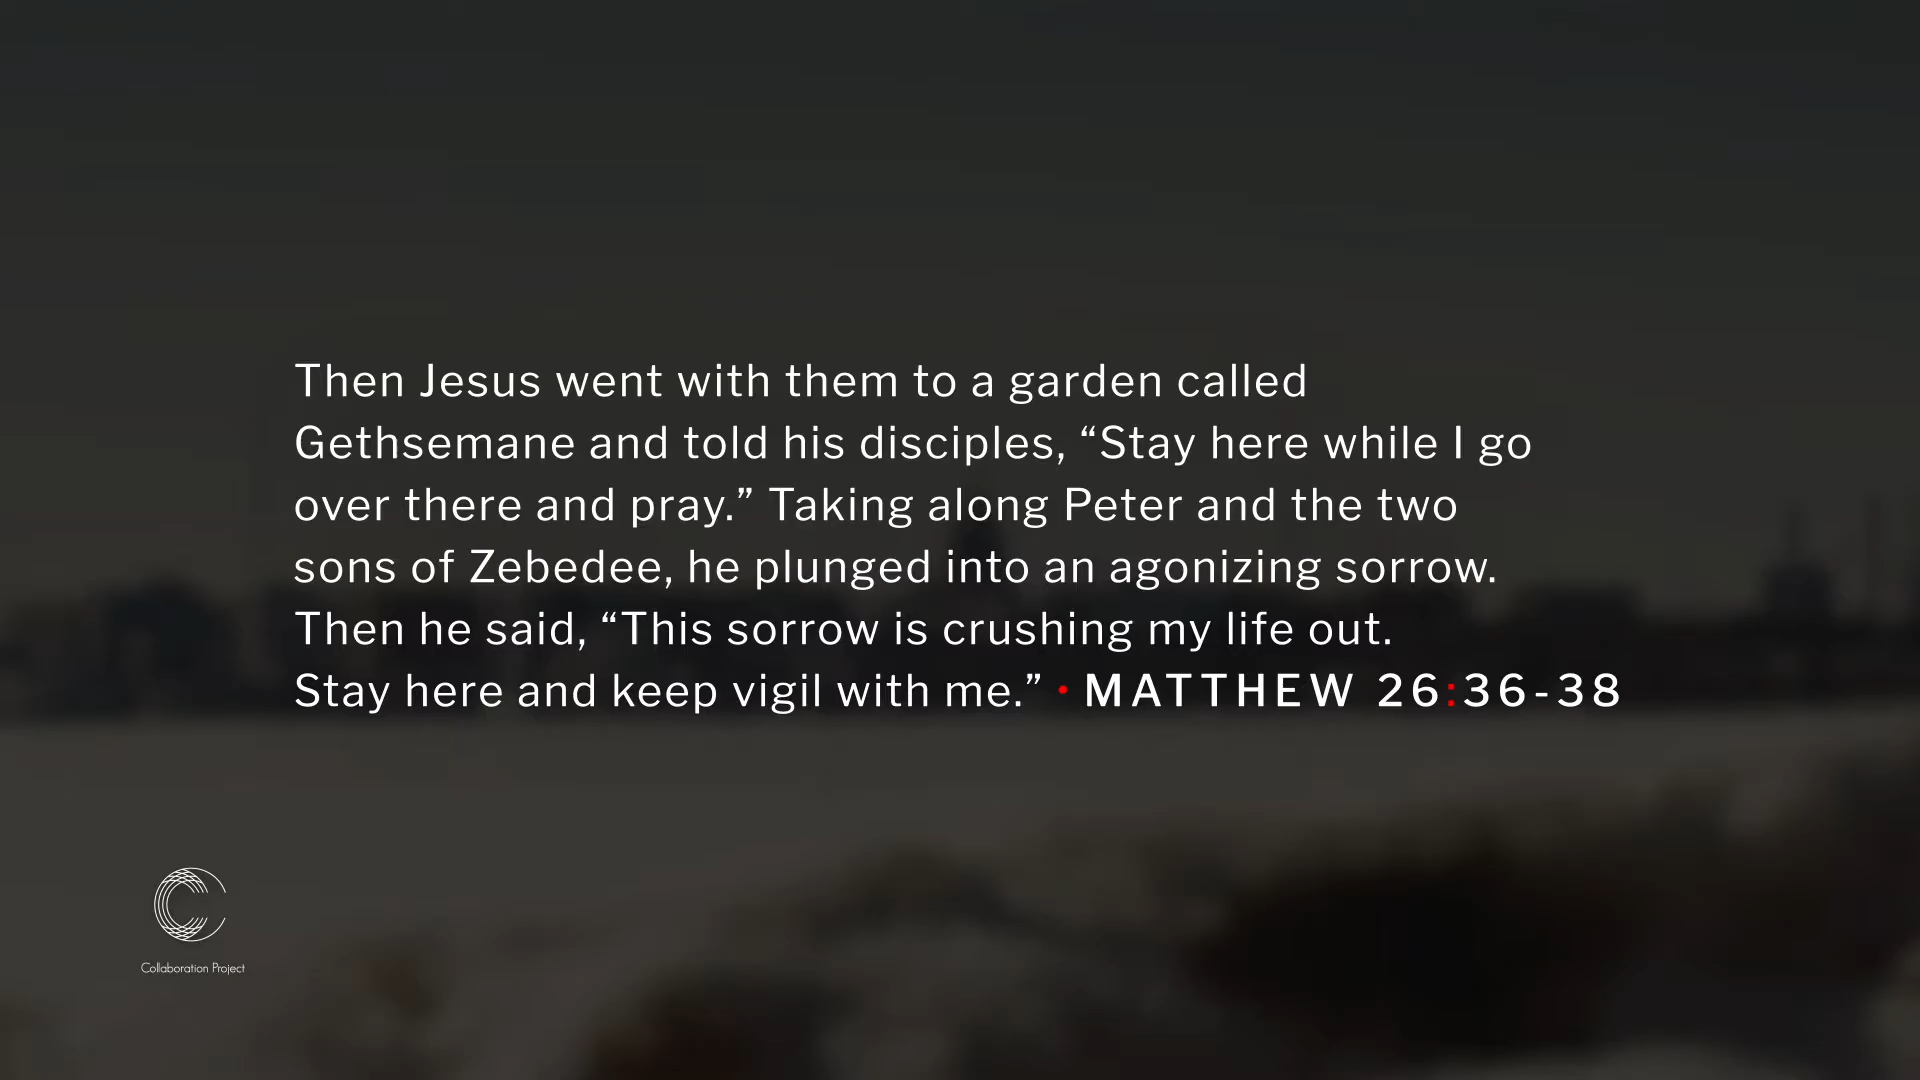 Then Jesus went with them to a garden called
Gethsemane and told his disciples, “Stay here while I go
over there and pray.” Taking along Peter and the two
sons of Zebedee, he plunged into an agonizing sorrow.
Then he said, “This sorrow is crushing my life out.
Stay here and keep vigil with me.” · MATTHEW 26:36-38
Collaboration Project